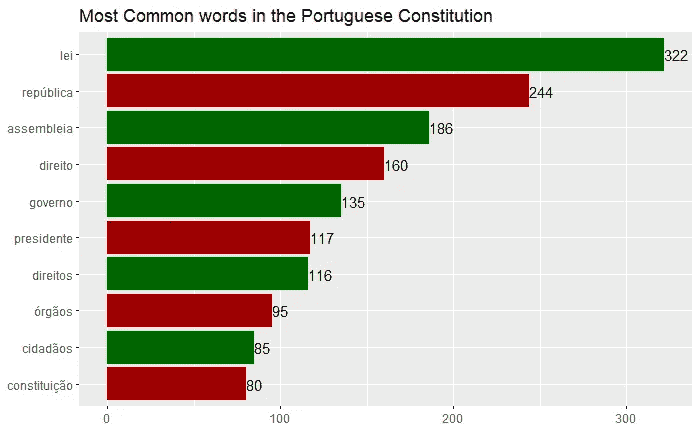 Most Common words in the Portuguese Constitution
lei 322
república 244
assembleia 186
direito 160
governo 135
presidente 117
direitos 116
órgãos 95
cidadãos 85
constituição 80
0 100 200 300